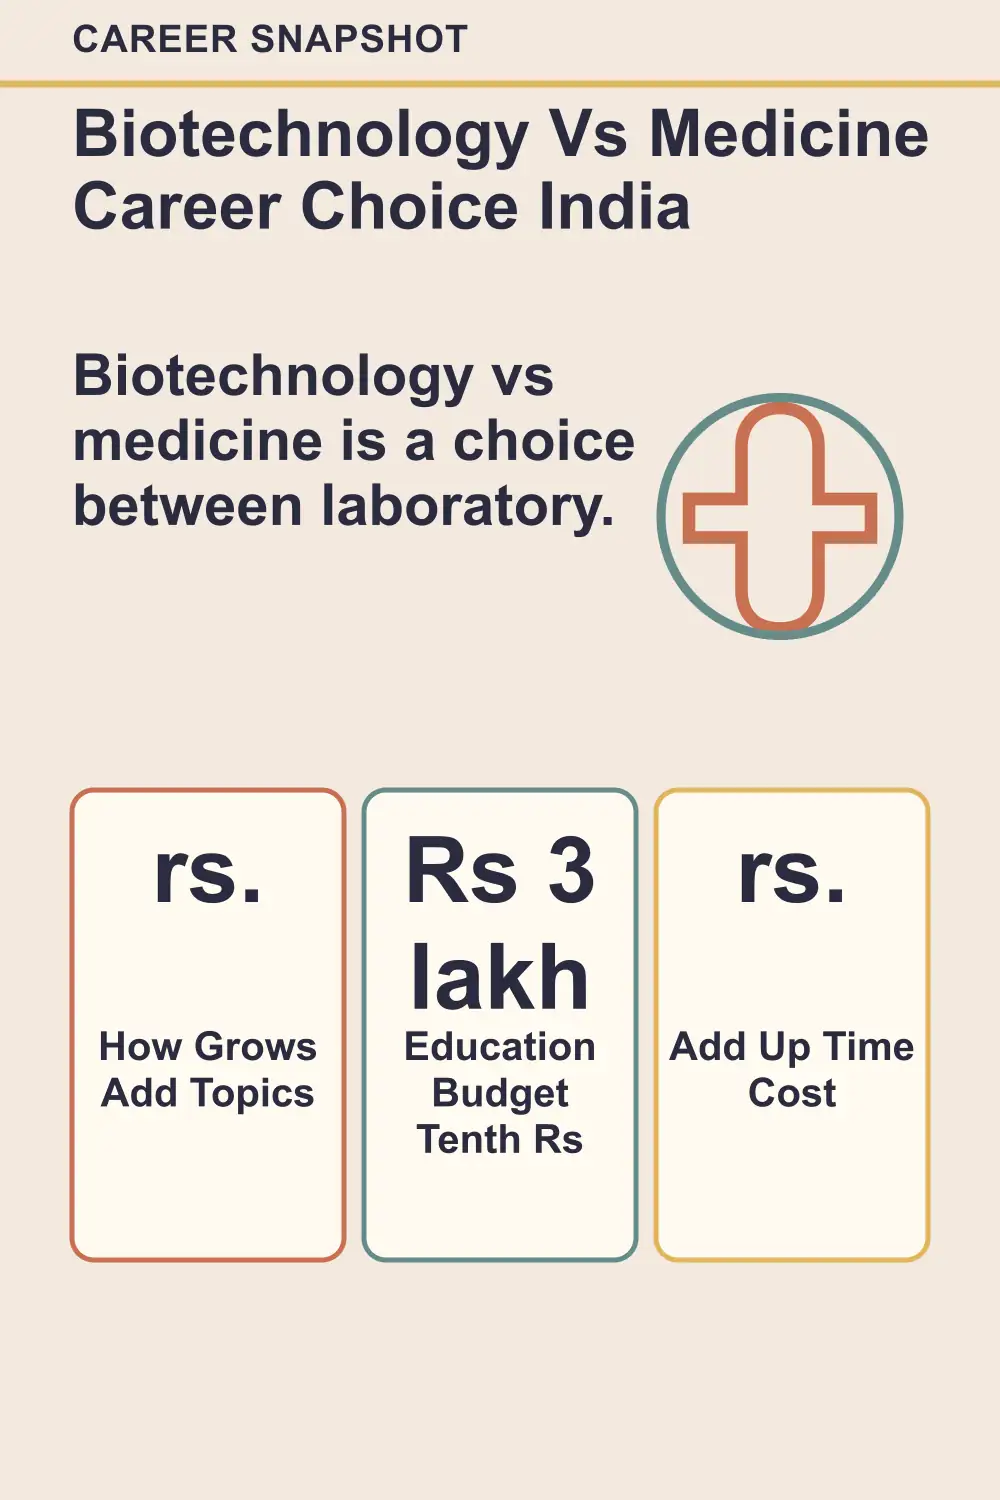 CAREER SNAPSHOT
Biotechnology Vs Medicine
Career Choice India
Biotechnology vs
medicine is a choice
between laboratory.
rs.
How Grows
Add Topics
Rs 3
lakh
Education
Budget
Tenth Rs
rs.
Add Up Time
Cost